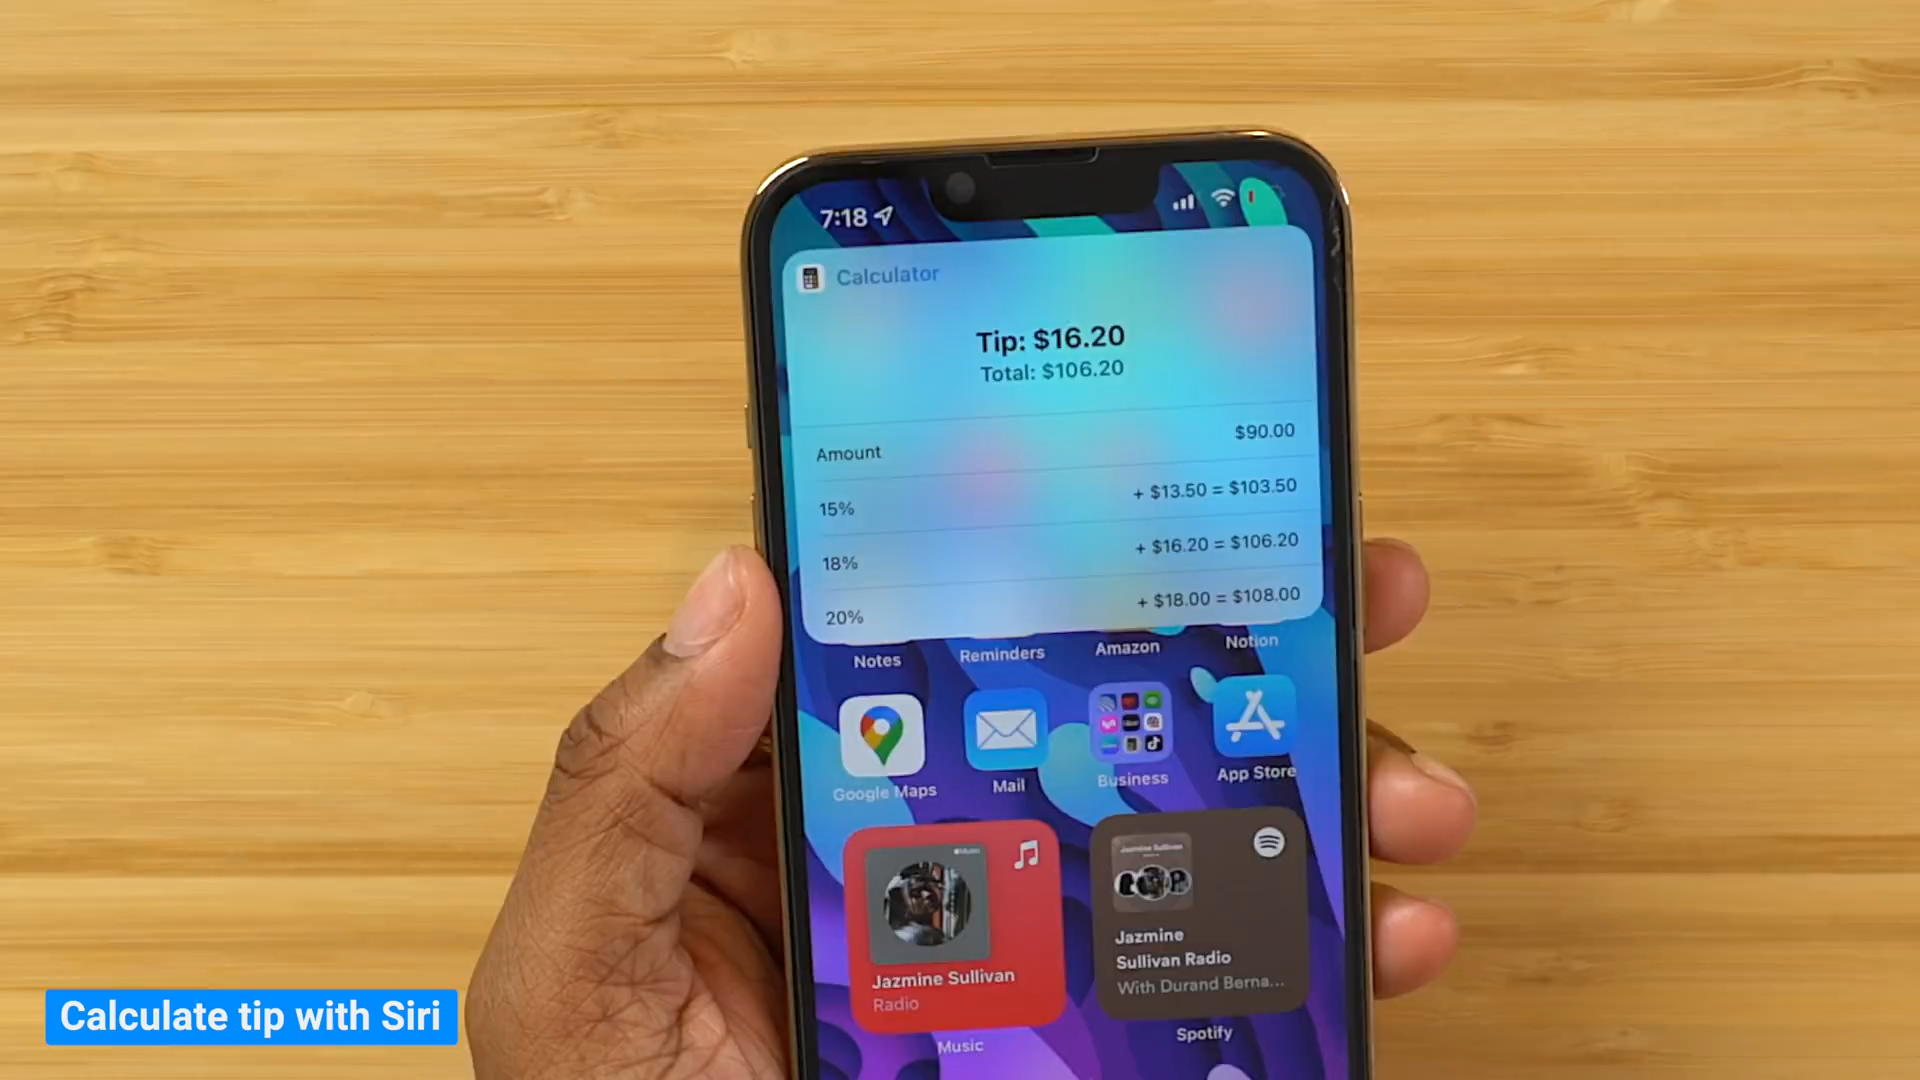 7:18
Calculator
Tip: $16.20
Total: $106.20
Amount $90.00
15% + $13.50 = $103.50
18% + $16.20 = $106.20
20% + $18.00 = $108.00
Notes Reminders Amazon Notion
Google Maps Mail Business App Store
Jazmine Sullivan
Radio
Music
Jazmine Sullivan
Jazmine
Sullivan Radio
With Durand Berna...
Spotify
Calculate tip with Siri